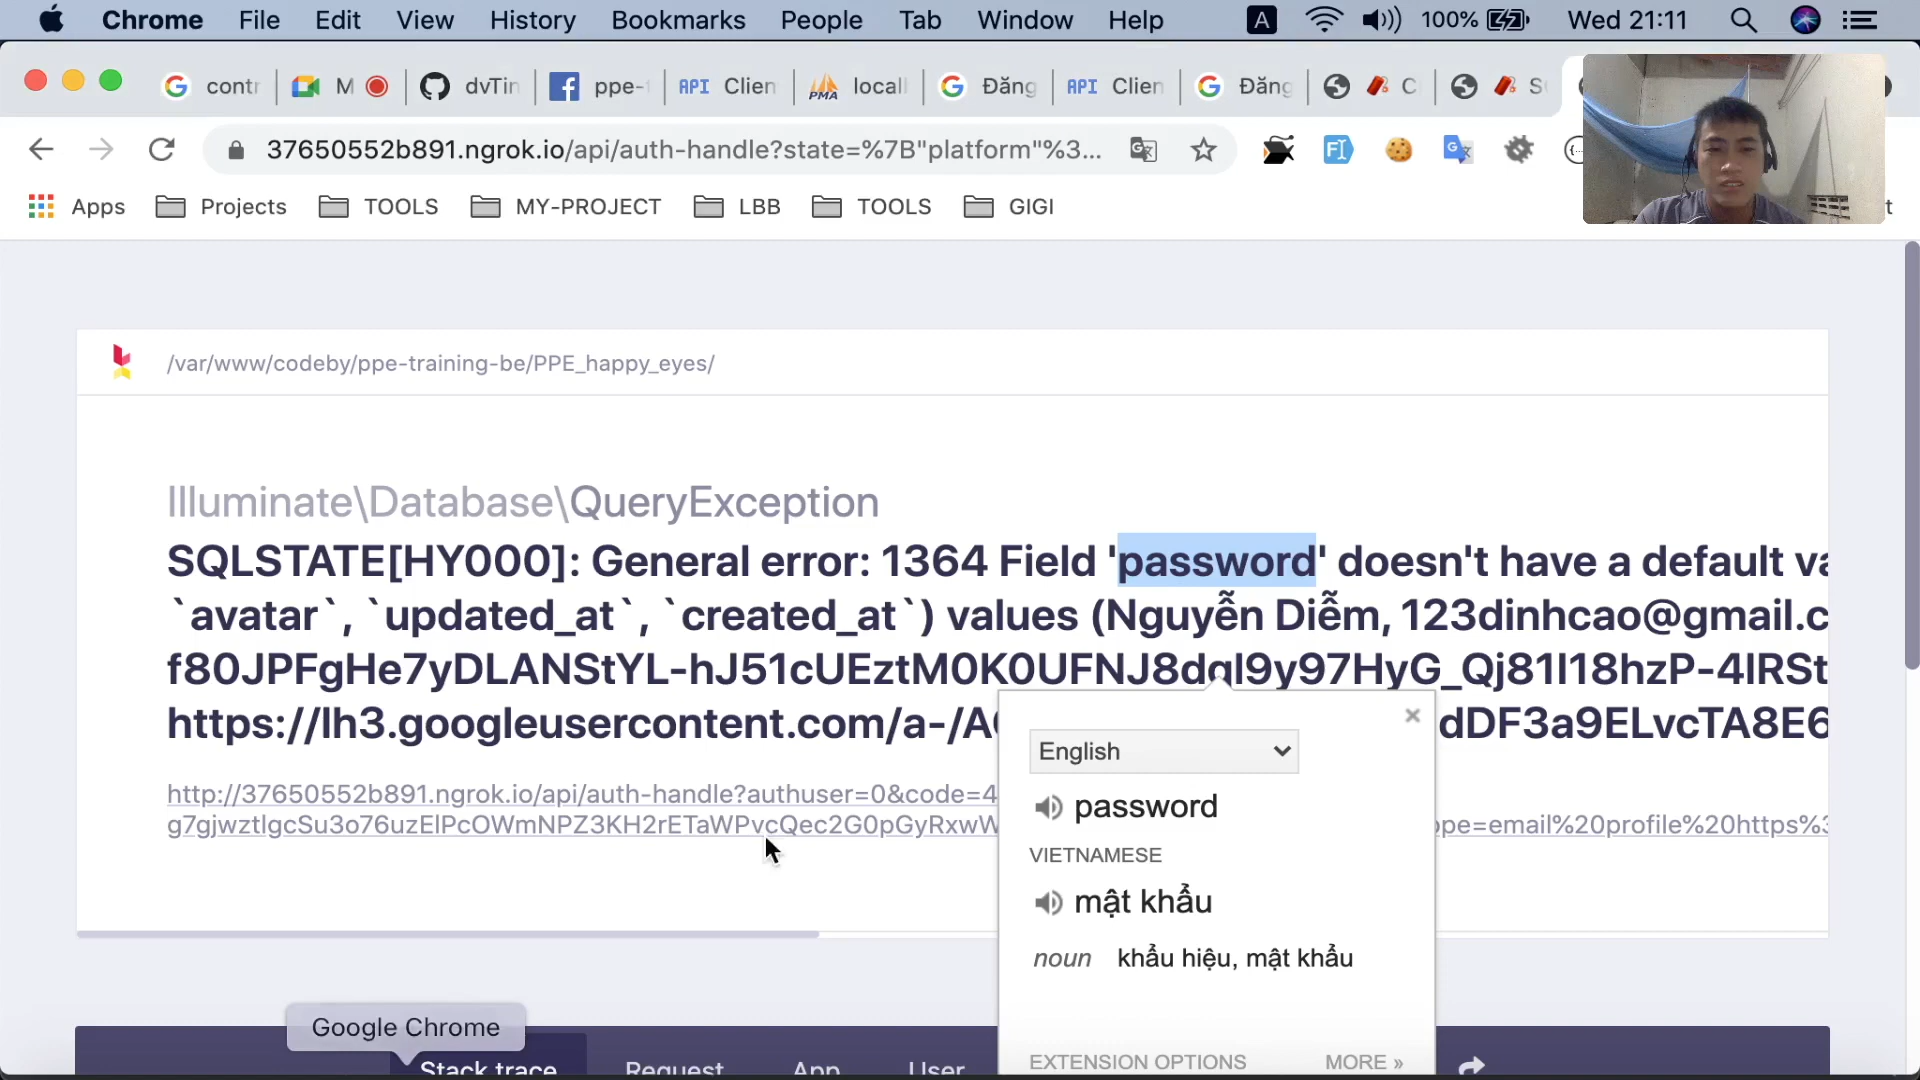 Chrome File Edit View History Bookmarks People Tab Window Help A 100% Wed 21:11
contr M dvTin ppe- API Clien PMA locall Đăng API Clien Đăng C S
37650552b891.ngrok.io/api/auth-handle?state=%7B"platform"%3...
Apps Projects TOOLS MY-PROJECT LBB TOOLS GIGI
/var/www/codeby/ppe-training-be/PPE_happy_eyes/
Illuminate\Database\QueryException
SQLSTATE[HY000]: General error: 1364 Field 'password' doesn't have a default va
`avatar`, `updated_at`, `created_at`) values (Nguyễn Diễm, 123dinhcao@gmail.c
f80JPFgHe7yDLANStYL-hJ51cUEztM0K0UFNJ8dql9y97HyG_Qj81I18hzP-4lRSt
https://lh3.googleusercontent.com/a-/A dDF3a9ELvcTA8E6
English
http://37650552b891.ngrok.io/api/auth-handle?authuser=0&code=4
password
g7gjwztlgcSu3o76uzElPcOWmNPZ3KH2rETaWPvcQec2G0pGyRxwW pe=email%20profile%20https%3
VIETNAMESE
mật khẩu
noun khẩu hiệu, mật khẩu
Google Chrome
EXTENSION OPTIONS MORE »
Stack trace Request App User